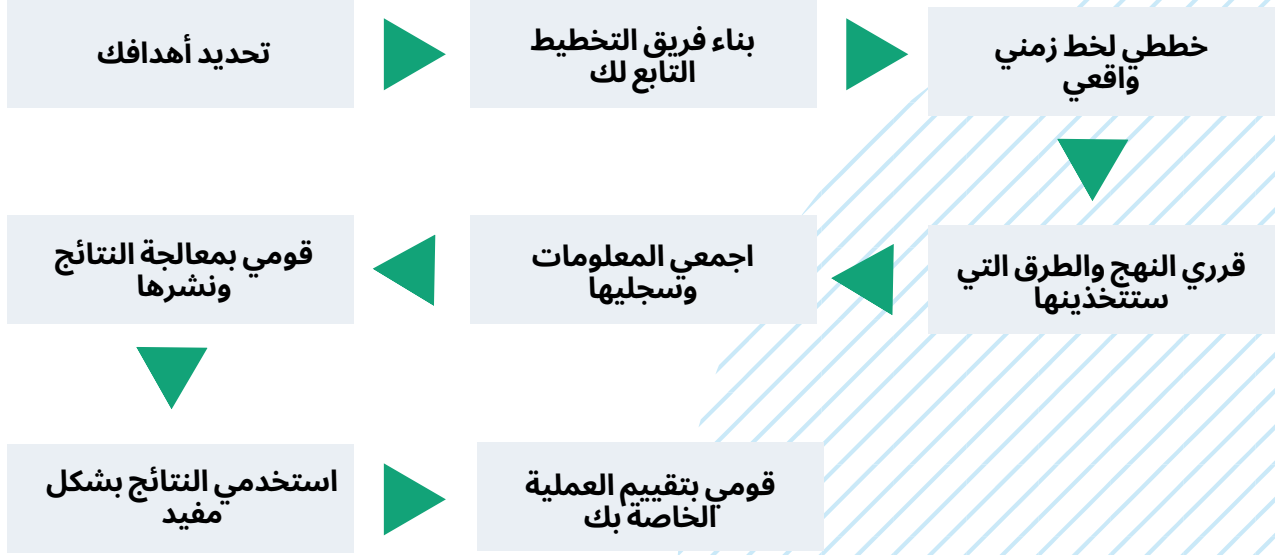 تحديد أهدافك
بناء فريق التخطيط
التابع لك
خططي لخط زمني
واقعي
قرري النهج والطرق التي
ستتخذينها
اجمعي المعلومات
وسجليها
قومي بمعالجة النتائج
ونشرها
استخدمي النتائج بشكل
مفيد
قومي بتقييم العملية
الخاصة بك